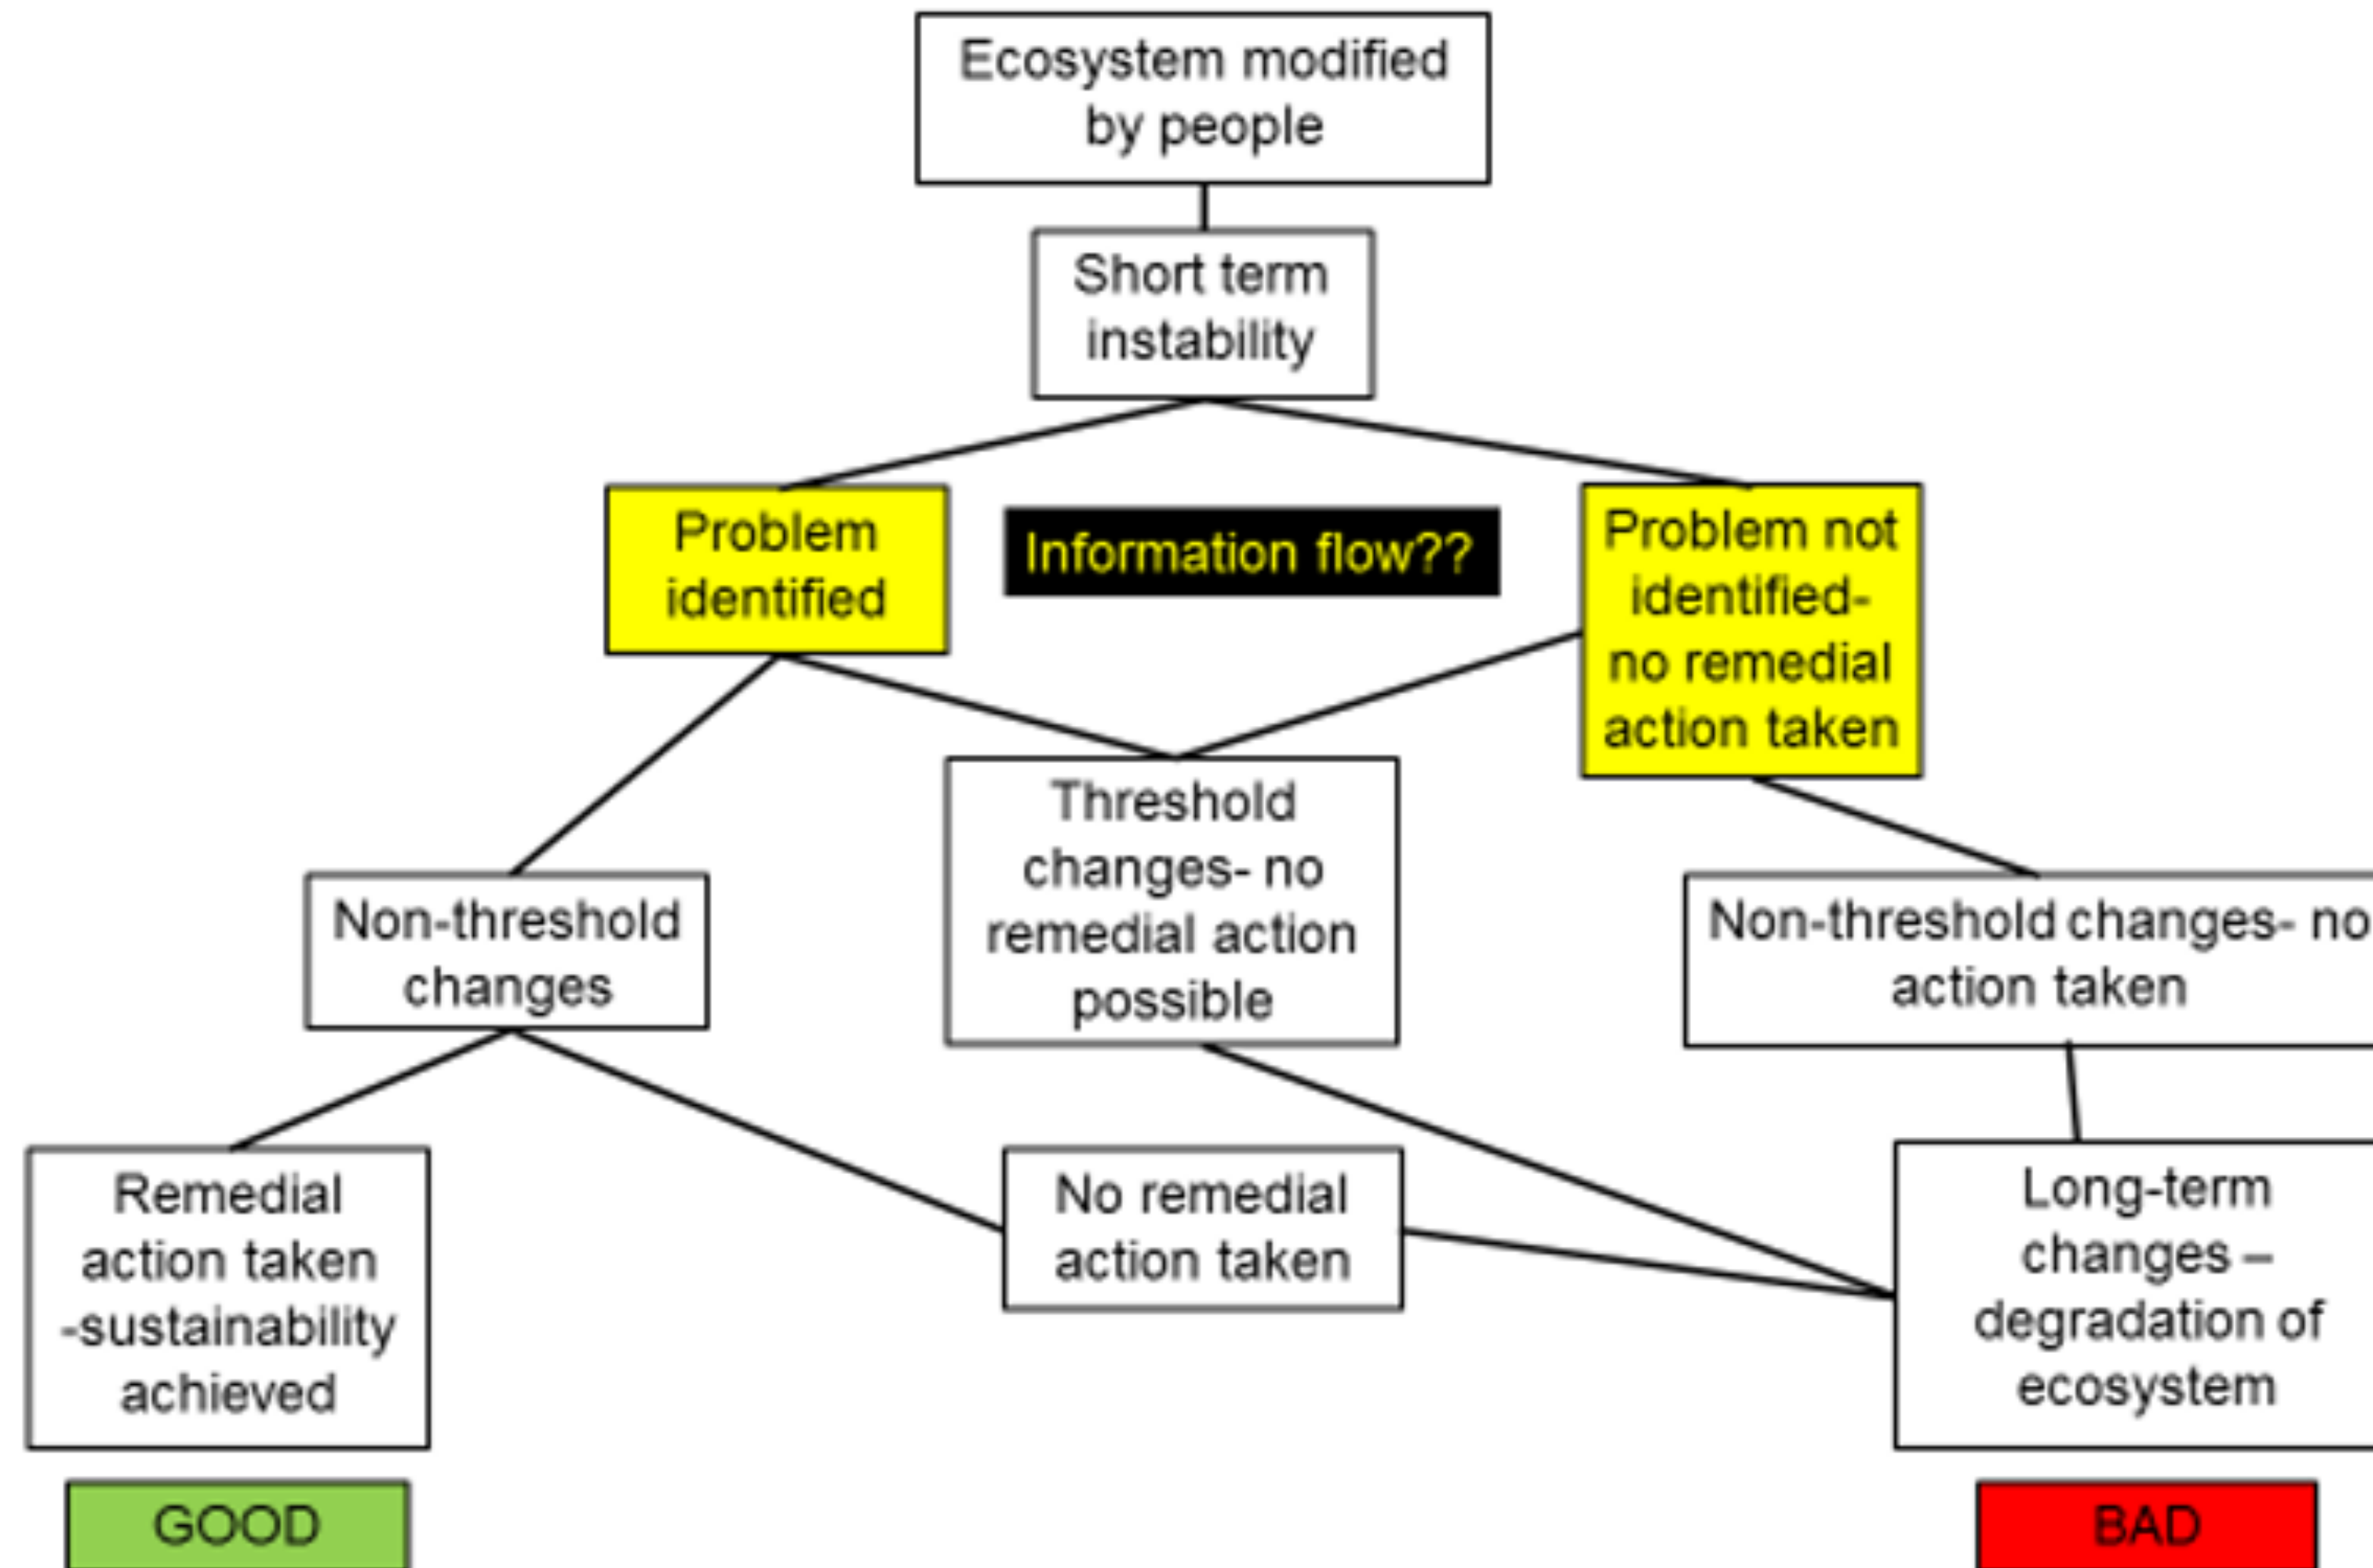 Ecosystem modified
by people
Short term
instability
Problem
identified
Information flow??
Problem not
identified-
no remedial
action taken
Threshold
changes- no
remedial action
possible
Non-threshold
changes
Non-threshold changes- no
action taken
Remedial
action taken
-sustainability
achieved
No remedial
action taken
Long-term
changes –
degradation of
ecosystem
GOOD
BAD